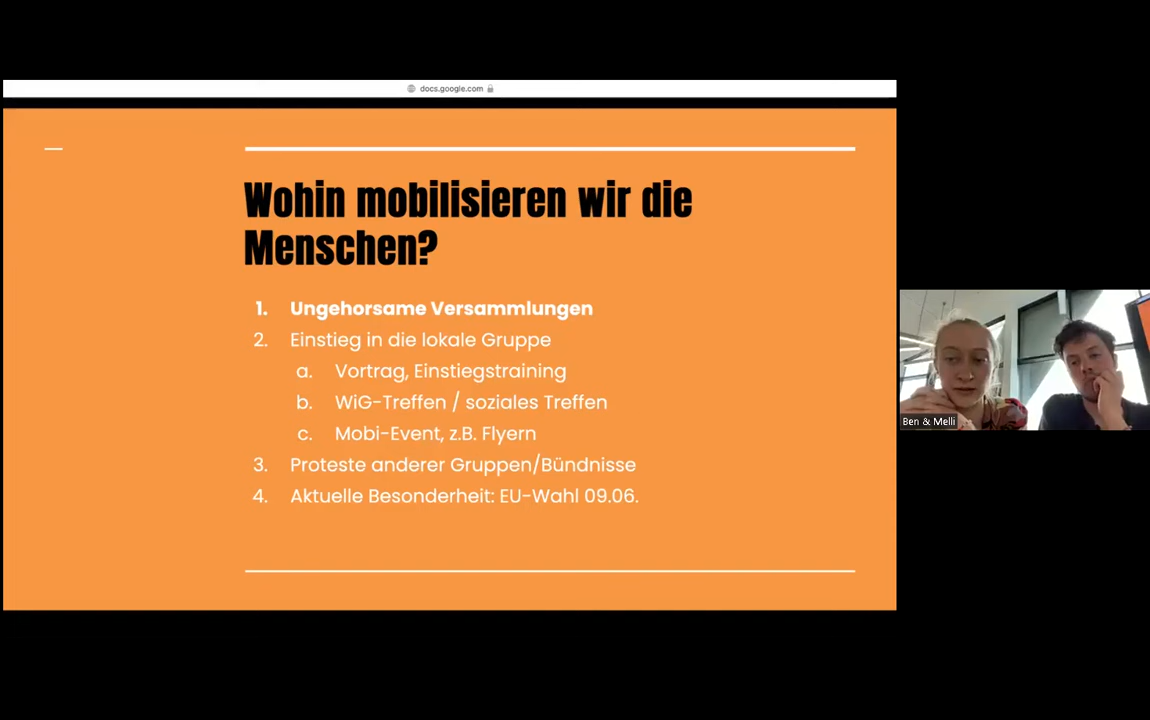 docs.google.com
Wohin mobilisieren wir die
Menschen?
1. Ungehorsame Versammlungen
2. Einstieg in die lokale Gruppe
a. Vortrag, Einstiegstraining
b. WiG-Treffen / soziales Treffen
c. Mobi-Event, z.B. Flyern
3. Proteste anderer Gruppen/Bündnisse
4. Aktuelle Besonderheit: EU-Wahl 09.06.
Ben & Melli